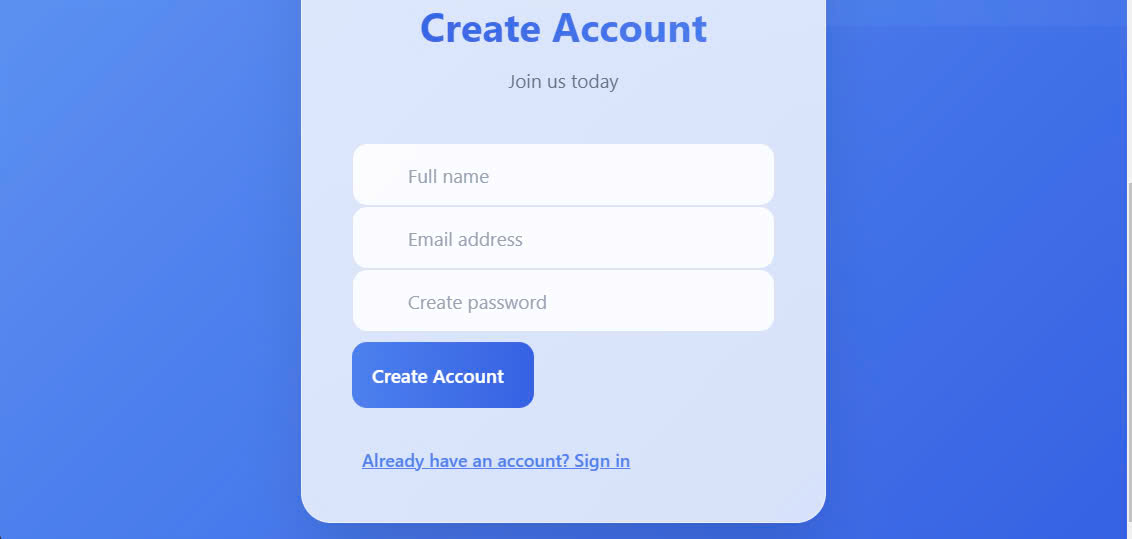 Create Account
Join us today
Full name
Email address
Create password
Create Account
Already have an account? Sign in